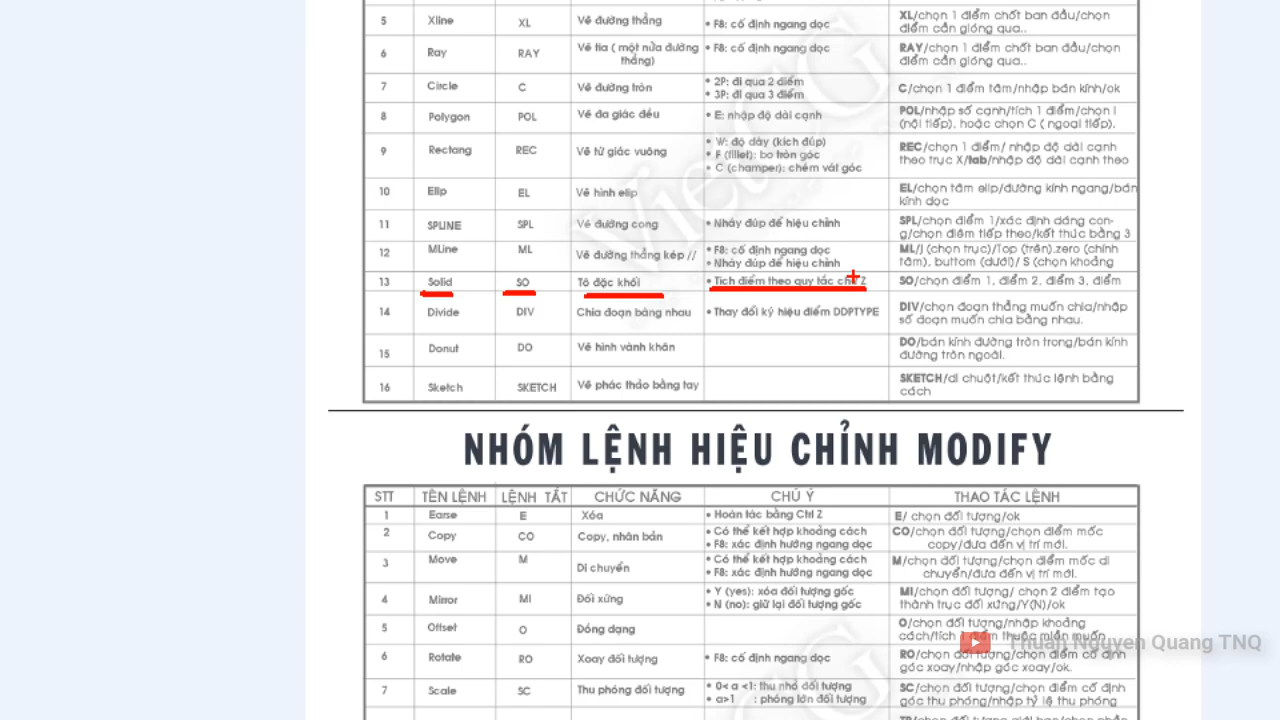 5 Xline XL Vẽ đường thẳng • F8: cố định ngang dọc XL/chọn 1 điểm chốt ban đầu/chọn
điểm cần gióng qua..
6 Ray RAY Vẽ tia ( một nửa đường • F8: cố định ngang dọc RAY/chọn 1 điểm chốt ban đầu/chọn
thẳng) điểm cần gióng qua..
7 Circle C Vẽ đường tròn • 2P: đi qua 2 điểm C/chọn 1 điểm tâm/nhập bán kính/ok
• 3P: đi qua 3 điểm
8 Polygon POL Vẽ đa giác đều • E: nhập độ dài cạnh POL/nhập số cạnh/tích 1 điểm/chọn I
(nội tiếp), hoặc chọn C ( ngoại tiếp).
9 Rectang REC Vẽ tứ giác vuông • W: độ dày (kích đúp) REC/chọn 1 điểm/ nhập độ dài cạnh
• F (fillet): bo tròn góc theo trục X/tab/nhập độ dài cạnh theo
• C (champer): chém vát góc
10 Elip EL Vẽ hình elip EL/chọn tâm elip/đường kính ngang/bán
kính dọc
11 SPLINE SPL Vẽ đường cong • Nháy đúp để hiệu chỉnh SPL/chọn điểm 1/xác định dáng con-
g/chọn điểm tiếp theo/kết thúc bằng 3
12 MLine ML Vẽ đường thẳng kép // • F8: cố định ngang dọc ML/J (chọn trục)/Top (trên).zero (chính
• Nháy đúp để hiệu chỉnh tâm), buttom (dưới)/ S (chọn khoảng
13 Solid SO Tô đặc khối • Tích điểm theo quy tắc chữ Z SO/chọn điểm 1, điểm 2, điểm 3, điểm
14 Divide DIV Chia đoạn bằng nhau • Thay đổi ký hiệu điểm DDPTYPE DIV/chọn đoạn thẳng muốn chia/nhập
số đoạn muốn chia bằng nhau.
15 Donut DO Vẽ hình vành khăn DO/bán kính đường tròn trong/bán kính
đường tròn ngoài.
16 Sketch SKETCH Vẽ phác thảo bằng tay SKETCH/di chuột/kết thúc lệnh bằng
cách
NHÓM LỆNH HIỆU CHỈNH MODIFY
STT TÊN LỆNH LỆNH TẮT CHỨC NĂNG CHÚ Ý THAO TÁC LỆNH
1 Earse E Xóa • Hoàn tác bằng Ctrl Z E/ chọn đối tượng/ok
2 Copy CO Copy, nhân bản • Có thể kết hợp khoảng cách CO/chọn đối tượng/chọn điểm mốc
• F8: xác định hướng ngang dọc copy/đưa đến vị trí mới.
3 Move M Di chuyển • Có thể kết hợp khoảng cách M/chọn đối tượng/chọn điểm mốc di
• F8: xác định hướng ngang dọc chuyển/đưa đến vị trí mới.
4 Mirror MI Đối xứng • Y (yes): xóa đối tượng gốc MI/chọn đối tượng/ chọn 2 điểm tạo
• N (no): giữ lại đối tượng gốc thành trục đối xứng/Y(N)/ok
5 Offset O Đồng dạng O/chọn đối tượng/nhập khoảng
cách/tích 1 điểm thuộc miền muốn
Thuan Nguyen Quang TNQ
6 Rotate RO Xoay đối tượng • F8: cố định ngang dọc RO/chọn đối tượng/chọn điểm cố định
góc xoay/nhập góc xoay/ok.
7 Scale SC Thu phóng đối tượng • 0< a <1: thu nhỏ đối tượng SC/chọn đối tượng/chọn điểm cố định
• a>1 : phóng lớn đối tượng góc thu phóng/nhập tỷ lệ thu phóng
VietCG